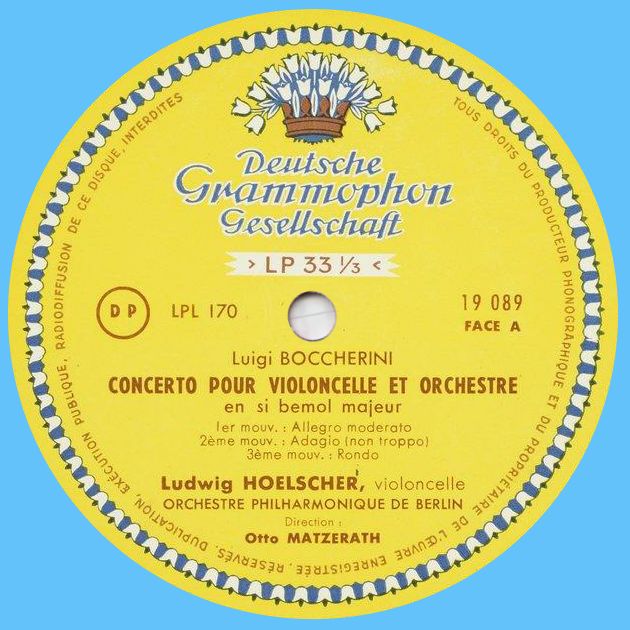 Deutsche
Grammophon
Gesellschaft
> LP 33 1/3 <
DP
LPL 170
19 089
FACE A
Luigi BOCCHERINI
CONCERTO POUR VIOLONCELLE ET ORCHESTRE
en si bemol majeur
1er mouv. : Allegro moderato
2ème mouv. : Adagio (non troppo)
3ème mouv. : Rondo
Ludwig HOELSCHER, violoncelle
ORCHESTRE PHILHARMONIQUE DE BERLIN
Direction :
Otto MATZERATH
TOUS DROITS DU PRODUCTEUR PHONOGRAPHIQUE ET DU PROPRIÉTAIRE DE L'ŒUVRE ENREGISTRÉE, RÉSERVÉS, DUPLICATION, EXÉCUTION PUBLIQUE, RADIODIFFUSION DE CE DISQUE, INTERDITES